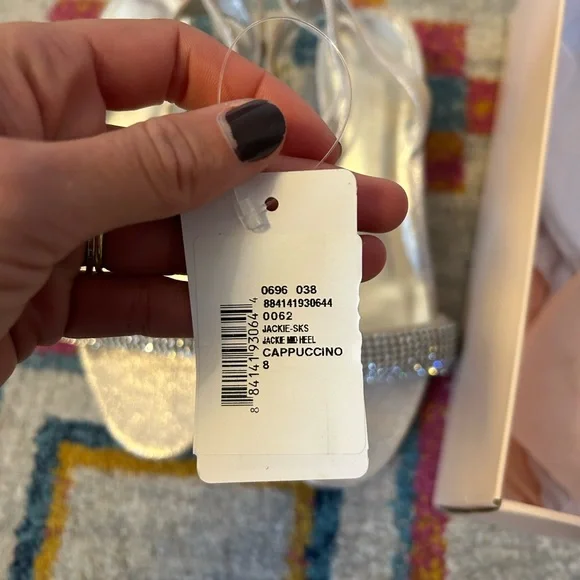 0696 038
884141930644
0062
JACKIE-SKS
JACKIE MID HEEL
CAPPUCCINO
8
8 84141 93064 4